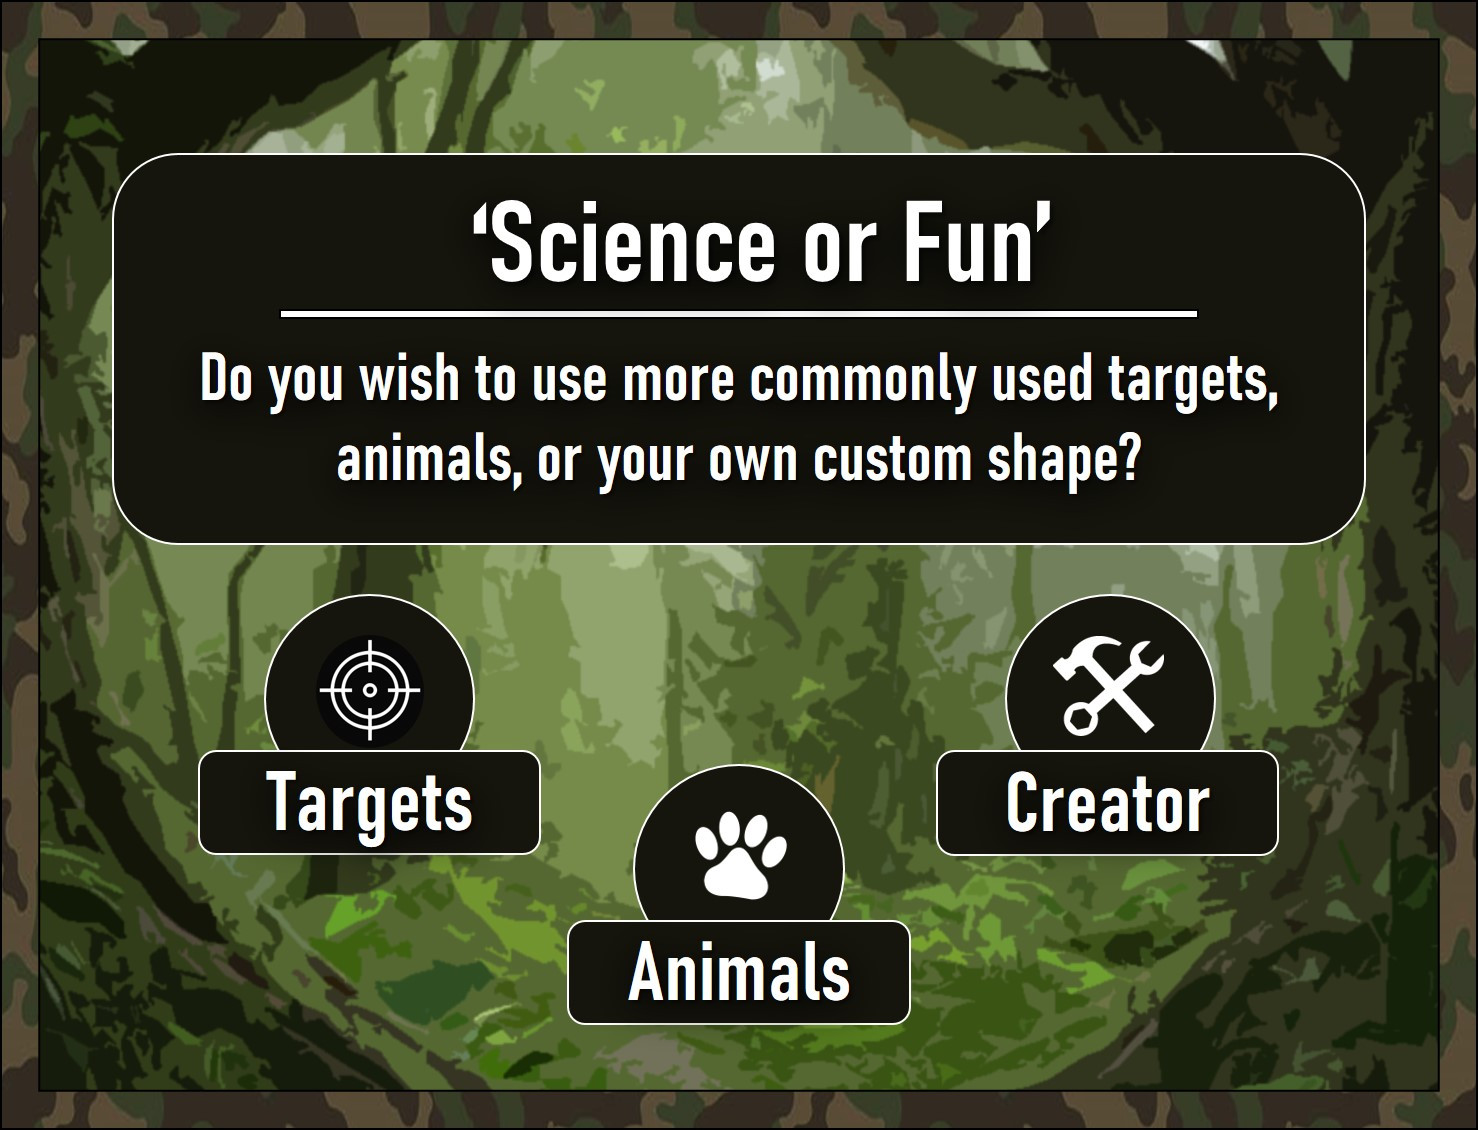 ‘Science or Fun’
Do you wish to use more commonly used targets,
animals, or your own custom shape?
Targets
Creator
Animals